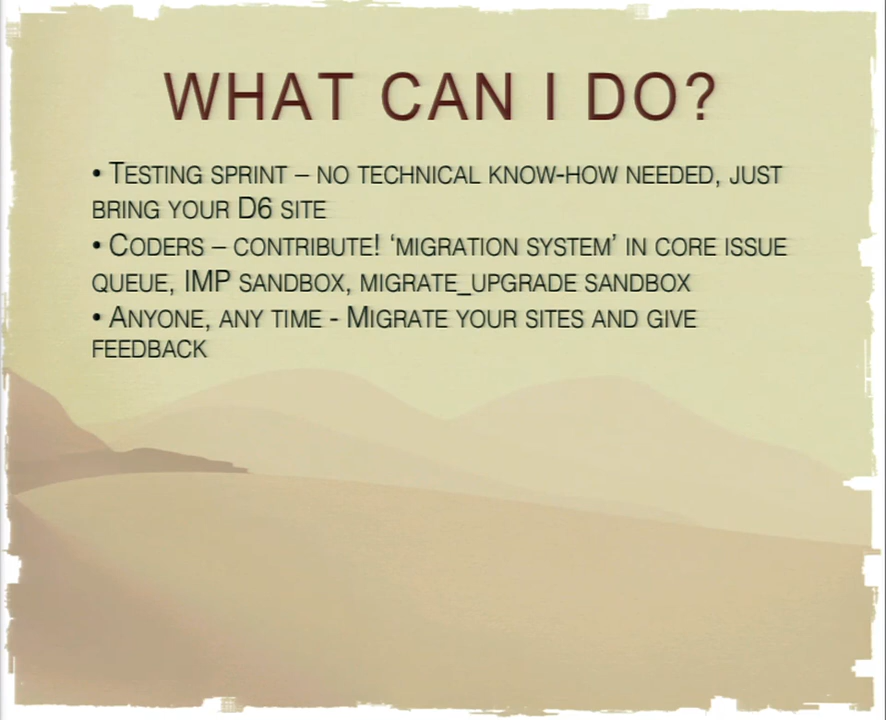 WHAT CAN I DO?
• TESTING SPRINT – NO TECHNICAL KNOW-HOW NEEDED, JUST
BRING YOUR D6 SITE
• CODERS – CONTRIBUTE! ‘MIGRATION SYSTEM’ IN CORE ISSUE
QUEUE, IMP SANDBOX, MIGRATE_UPGRADE SANDBOX
• ANYONE, ANY TIME - MIGRATE YOUR SITES AND GIVE
FEEDBACK